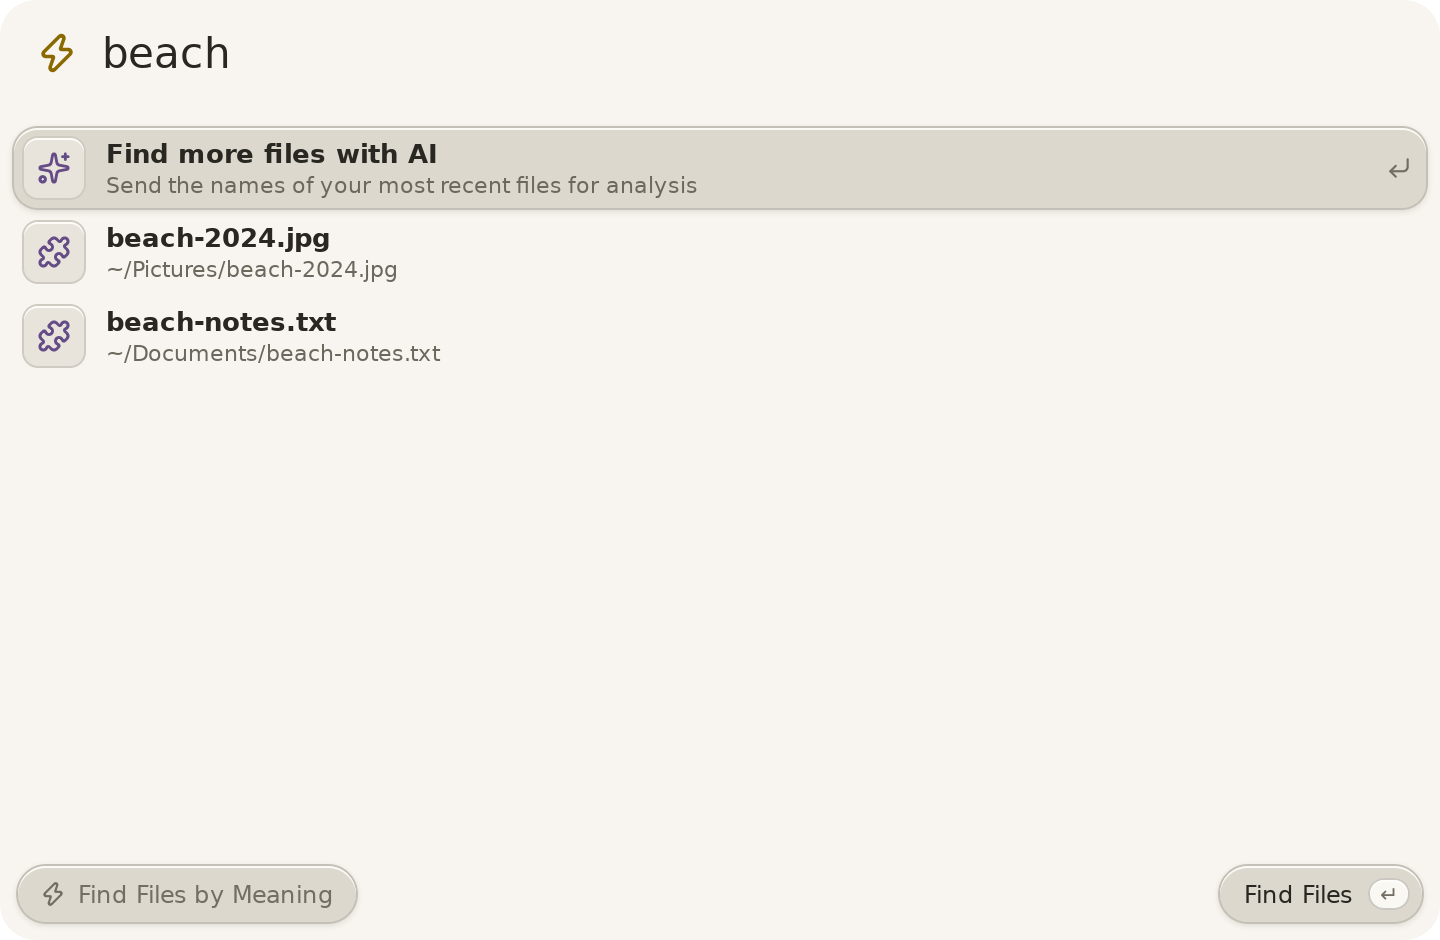 beach
Find more files with AI
Send the names of your most recent files for analysis
beach-2024.jpg
~/Pictures/beach-2024.jpg
beach-notes.txt
~/Documents/beach-notes.txt
Find Files by Meaning
Find Files